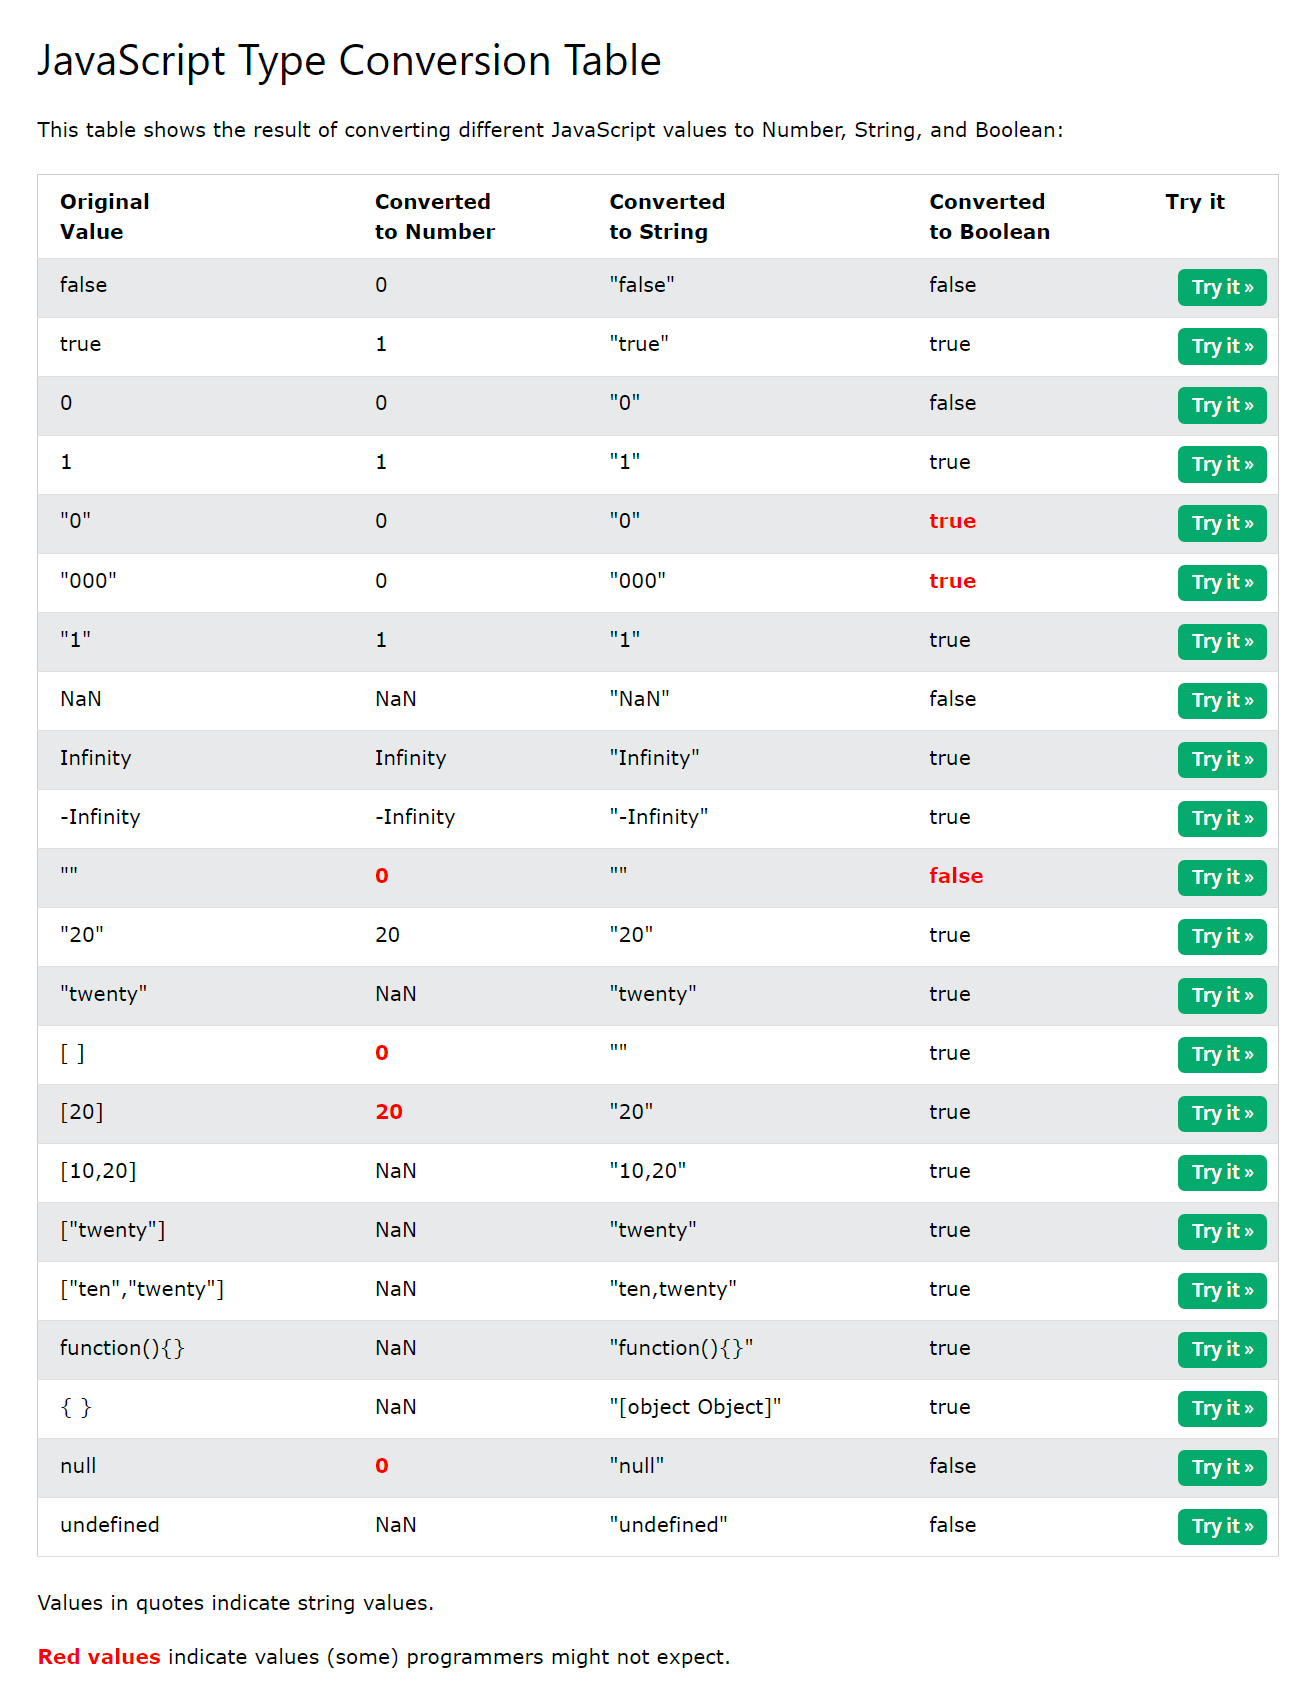 JavaScript Type Conversion Table
This table shows the result of converting different JavaScript values to Number, String, and Boolean:
Original Value Converted to Number Converted to String Converted to Boolean Try it
false 0 "false" false Try it »
true 1 "true" true Try it »
0 0 "0" false Try it »
1 1 "1" true Try it »
"0" 0 "0" true Try it »
"000" 0 "000" true Try it »
"1" 1 "1" true Try it »
NaN NaN "NaN" false Try it »
Infinity Infinity "Infinity" true Try it »
-Infinity -Infinity "-Infinity" true Try it »
"" 0 "" false Try it »
"20" 20 "20" true Try it »
"twenty" NaN "twenty" true Try it »
[ ] 0 "" true Try it »
[20] 20 "20" true Try it »
[10,20] NaN "10,20" true Try it »
["twenty"] NaN "twenty" true Try it »
["ten","twenty"] NaN "ten,twenty" true Try it »
function(){} NaN "function(){}" true Try it »
{ } NaN "[object Object]" true Try it »
null 0 "null" false Try it »
undefined NaN "undefined" false Try it »
Values in quotes indicate string values.
Red values indicate values (some) programmers might not expect.